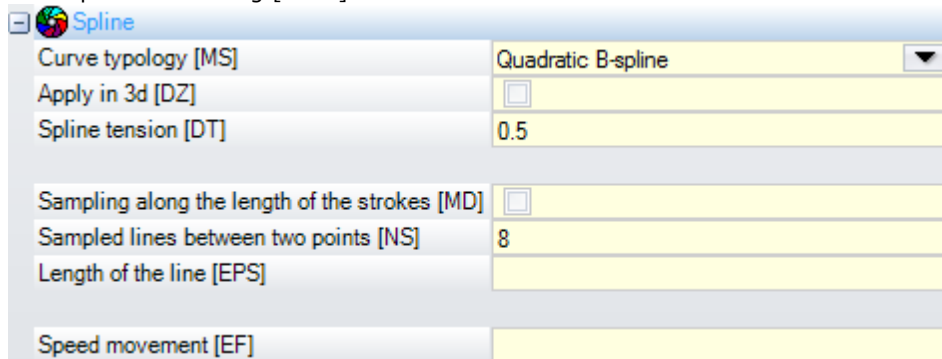 Spline
Curve typology [MS] Quadratic B-spline
Apply in 3d [DZ]
Spline tension [DT] 0.5
Sampling along the length of the strokes [MD]
Sampled lines between two points [NS] 8
Length of the line [EPS]
Speed movement [EF]